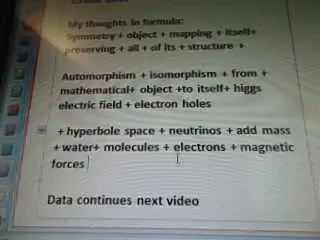 My thoughts in formula:
Symmetry + object + mapping + itself+
preserving + all + of its + structure +
Automorphism + isomorphism + from +
mathematical+ object +to itself+ higgs
electric field + electron holes
+ hyperbole space + neutrinos + add mass
+ water+ molecules + electrons + magnetic
forces
Data continues next video